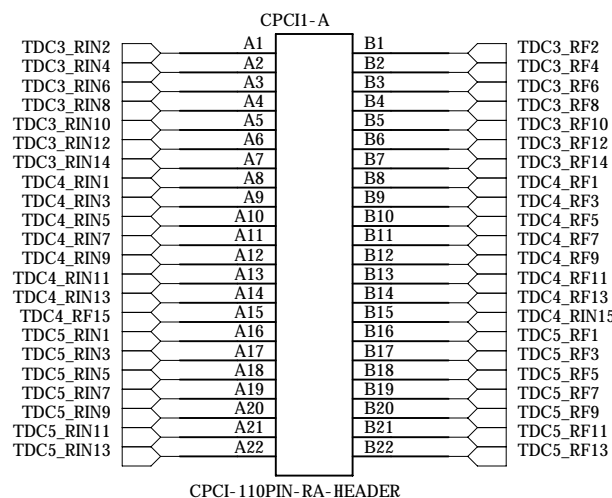 CPCI1-A
TDC3_RIN2 A1 B1 TDC3_RF2
TDC3_RIN4 A2 B2 TDC3_RF4
TDC3_RIN6 A3 B3 TDC3_RF6
TDC3_RIN8 A4 B4 TDC3_RF8
TDC3_RIN10 A5 B5 TDC3_RF10
TDC3_RIN12 A6 B6 TDC3_RF12
TDC3_RIN14 A7 B7 TDC3_RF14
TDC4_RIN1 A8 B8 TDC4_RF1
TDC4_RIN3 A9 B9 TDC4_RF3
TDC4_RIN5 A10 B10 TDC4_RF5
TDC4_RIN7 A11 B11 TDC4_RF7
TDC4_RIN9 A12 B12 TDC4_RF9
TDC4_RIN11 A13 B13 TDC4_RF11
TDC4_RIN13 A14 B14 TDC4_RF13
TDC4_RF15 A15 B15 TDC4_RIN15
TDC5_RIN1 A16 B16 TDC5_RF1
TDC5_RIN3 A17 B17 TDC5_RF3
TDC5_RIN5 A18 B18 TDC5_RF5
TDC5_RIN7 A19 B19 TDC5_RF7
TDC5_RIN9 A20 B20 TDC5_RF9
TDC5_RIN11 A21 B21 TDC5_RF11
TDC5_RIN13 A22 B22 TDC5_RF13
CPCI-110PIN-RA-HEADER